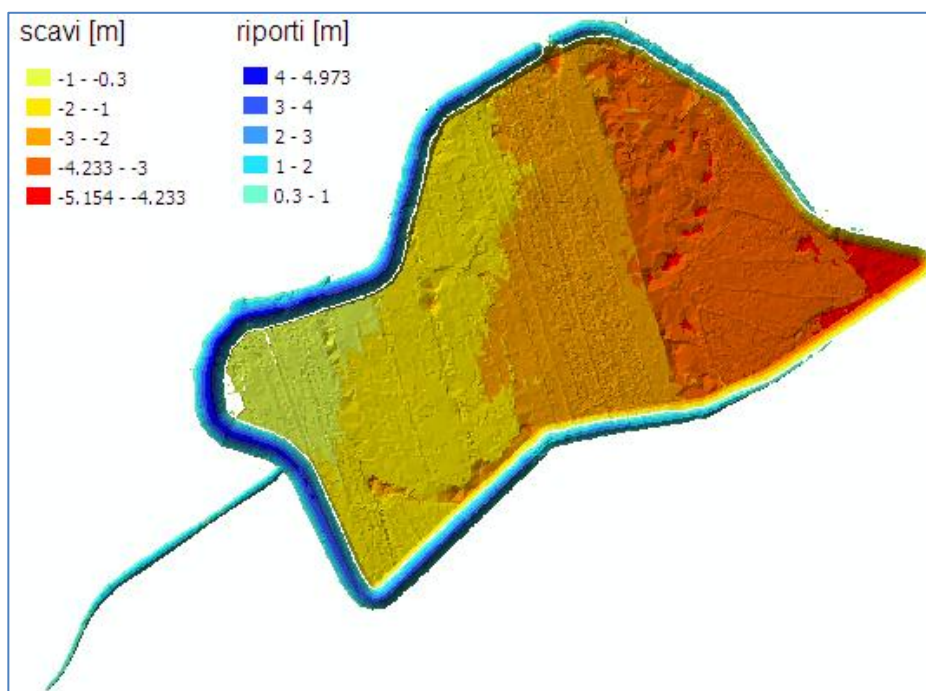 scavi [m]
-1 - -0.3
-2 - -1
-3 - -2
-4.233 - -3
-5.154 - -4.233
riporti [m]
4 - 4.973
3 - 4
2 - 3
1 - 2
0.3 - 1